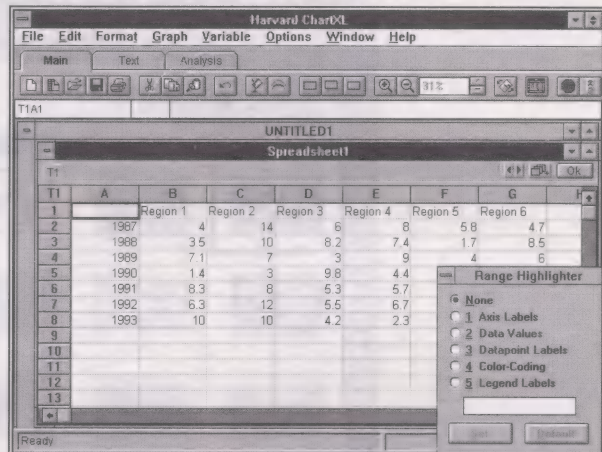 Harvard ChartXL
File Edit Format Graph Variable Options Window Help
Main Text Analysis
91%
T1A1
UNTITLED1
Spreadsheet1
T1 Ok
T1 A B C D E F G H
1 Region 1 Region 2 Region 3 Region 4 Region 5 Region 6
2 1987 4 14 6 8 5.8 4.7
3 1988 3.5 10 8.2 7.4 1.7 8.5
4 1989 7.1 7 3 9 4 6
5 1990 1.4 3 9.8 4.4
6 1991 8.3 8 5.3 5.7
7 1992 6.3 12 5.5 6.7
8 1993 10 10 4.2 2.3
9
10
11
12
13
Range Highlighter
None
1 Axis Labels
2 Data Values
3 Datapoint Labels
4 Color-Coding
5 Legend Labels
Set
Ready